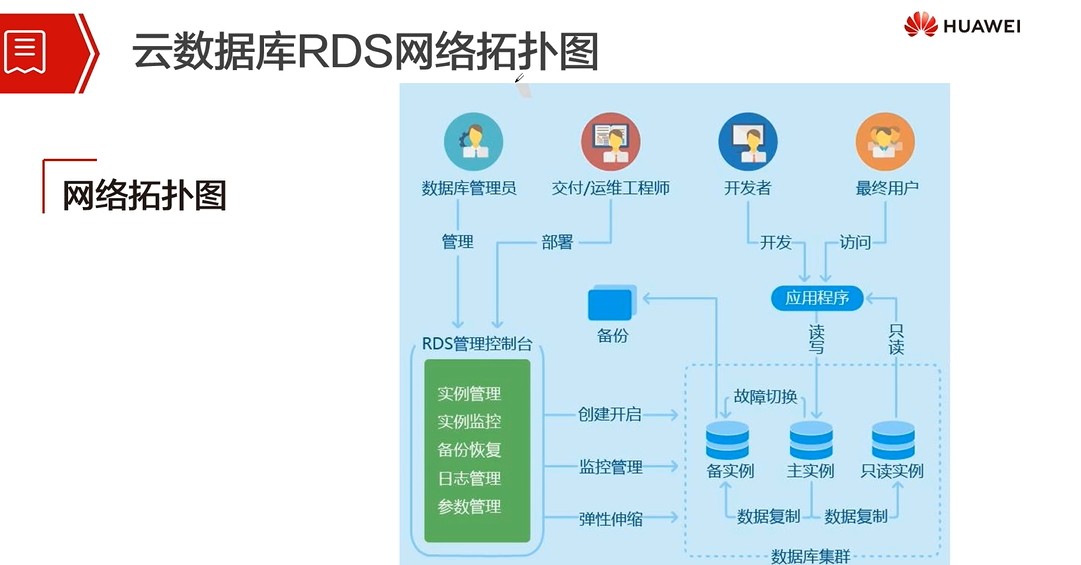 云数据库RDS网络拓扑图
HUAWEI
网络拓扑图
数据库管理员
交付/运维工程师
开发者
最终用户
管理
部署
开发
访问
应用程序
备份
读写
只读
RDS管理控制台
实例管理
实例监控
备份恢复
日志管理
参数管理
创建开启
监控管理
弹性伸缩
故障切换
备实例
主实例
只读实例
数据复制
数据复制
数据库集群